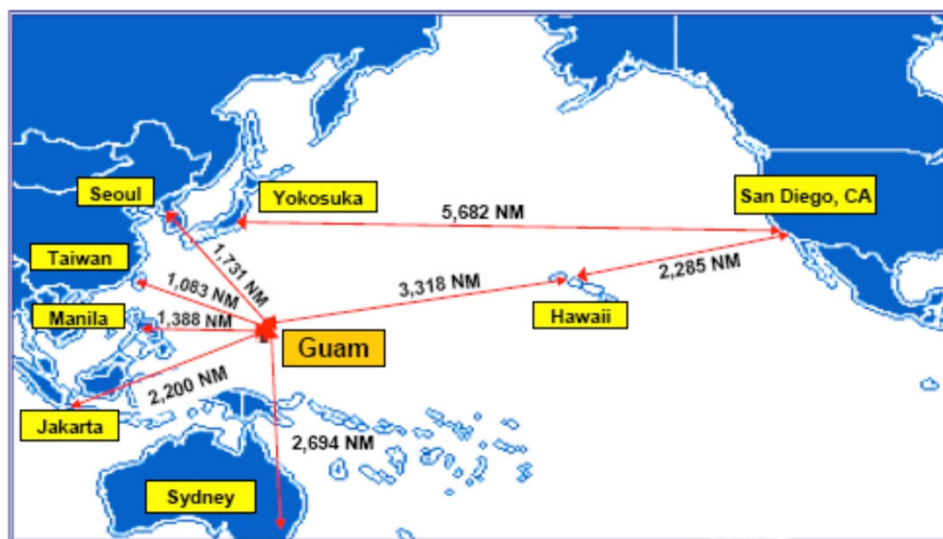 Seoul
Yokosuka
San Diego, CA
5,682 NM
Taiwan
1,731 NM
2,285 NM
1,083 NM
3,318 NM
Manila
1,388 NM
Hawaii
Guam
2,200 NM
Jakarta
2,694 NM
Sydney